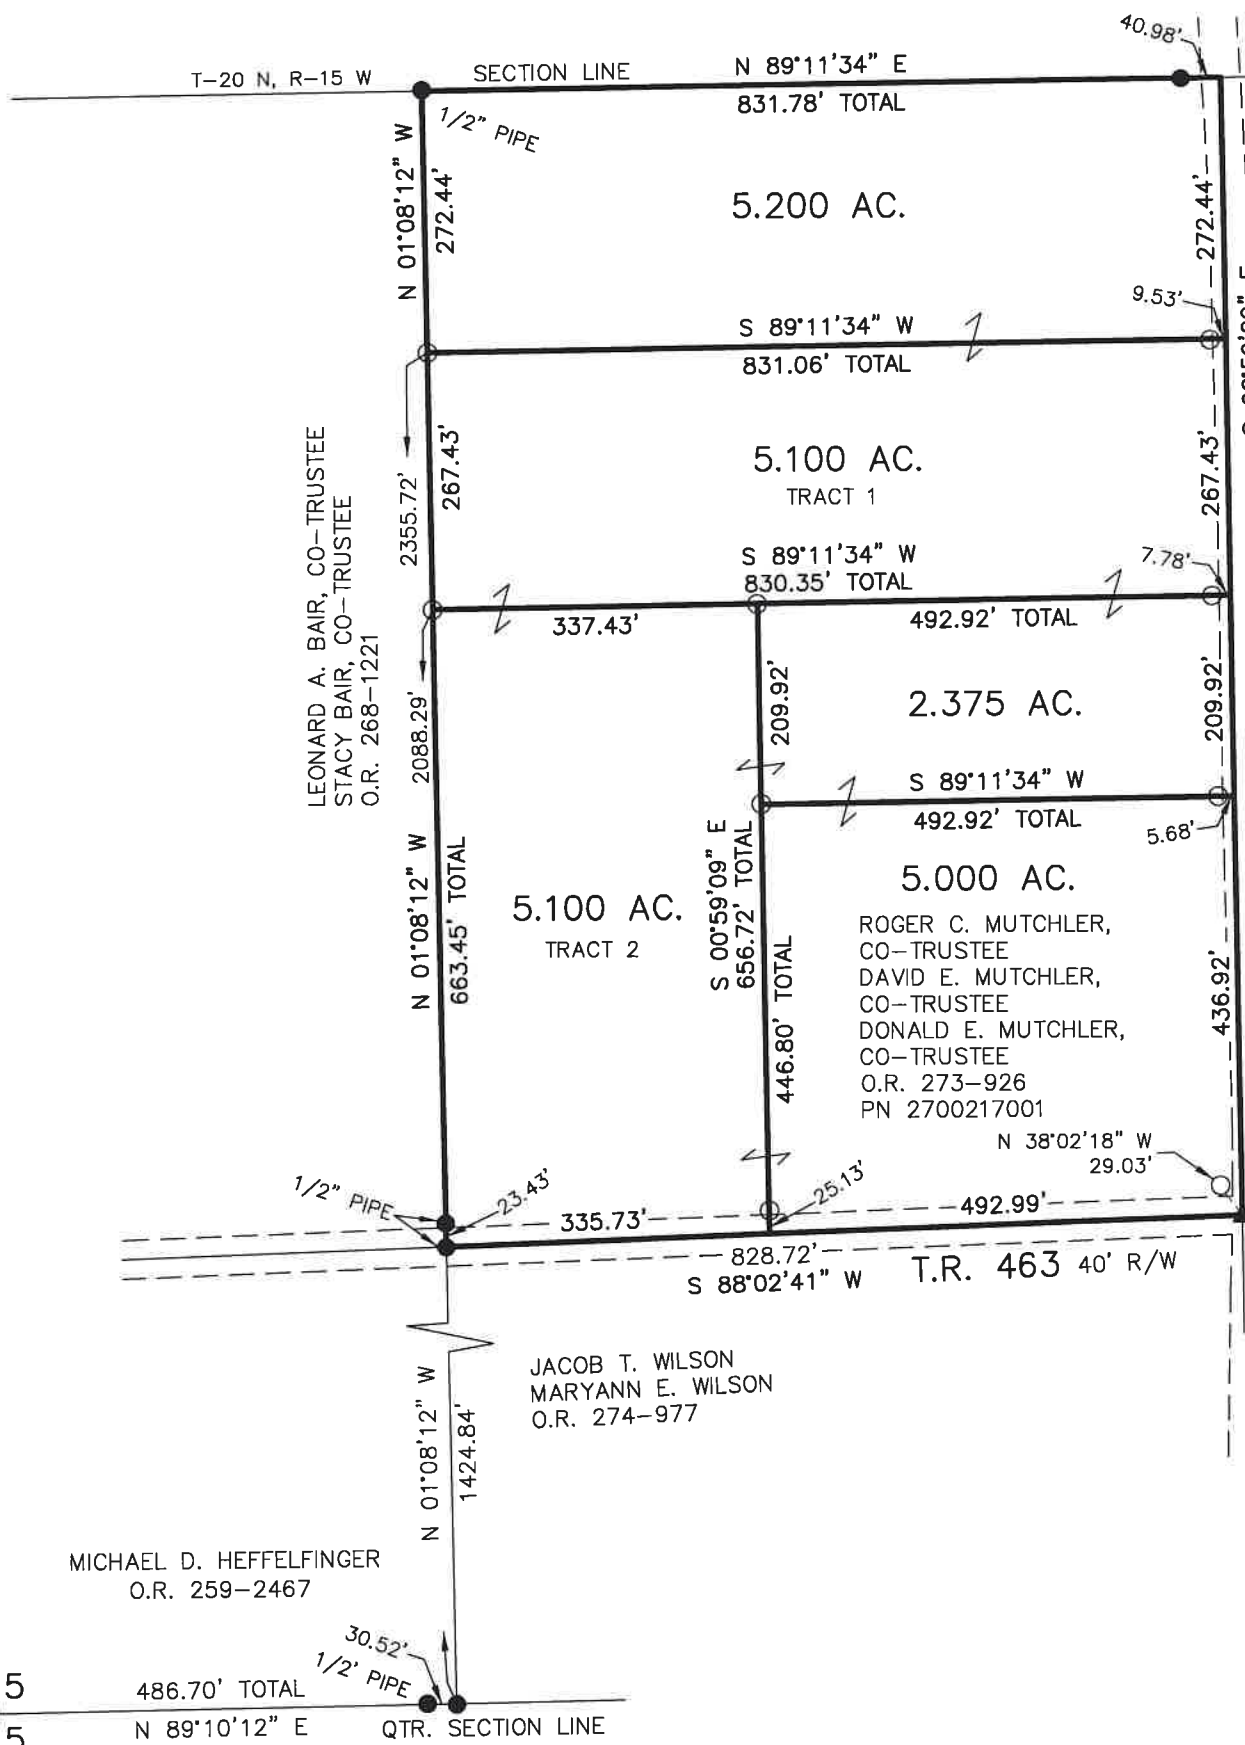 40.98'
T-20 N, R-15 W
SECTION LINE
N 89°11'34" E
831.78' TOTAL
1/2" PIPE
N 01°08'12" W
272.44'
5.200 AC.
272.44'
9.53'
S 89°11'34" W
831.06' TOTAL
LEONARD A. BAIR, CO-TRUSTEE
STACY BAIR, CO-TRUSTEE
O.R. 268-1221
2355.72'
267.43'
5.100 AC.
TRACT 1
267.43'
S 89°11'34" W
830.35' TOTAL
7.78'
337.43'
492.92' TOTAL
2088.29'
209.92'
2.375 AC.
209.92'
S 89°11'34" W
492.92' TOTAL
5.68'
N 01°08'12" W
663.45' TOTAL
5.100 AC.
TRACT 2
S 00°59'09" E
656.72' TOTAL
446.80' TOTAL
5.000 AC.
ROGER C. MUTCHLER,
CO-TRUSTEE
DAVID E. MUTCHLER,
CO-TRUSTEE
DONALD E. MUTCHLER,
CO-TRUSTEE
O.R. 273-926
PN 2700217001
436.92'
N 38°02'18" W
29.03'
1/2" PIPE
23.43'
335.73'
25.13'
492.99'
828.72'
S 88°02'41" W
T.R. 463 40' R/W
JACOB T. WILSON
MARYANN E. WILSON
O.R. 274-977
N 01°08'12" W
1424.84'
MICHAEL D. HEFFELFINGER
O.R. 259-2467
30.52'
1/2' PIPE
5
486.70' TOTAL
5
N 89°10'12" E
QTR. SECTION LINE